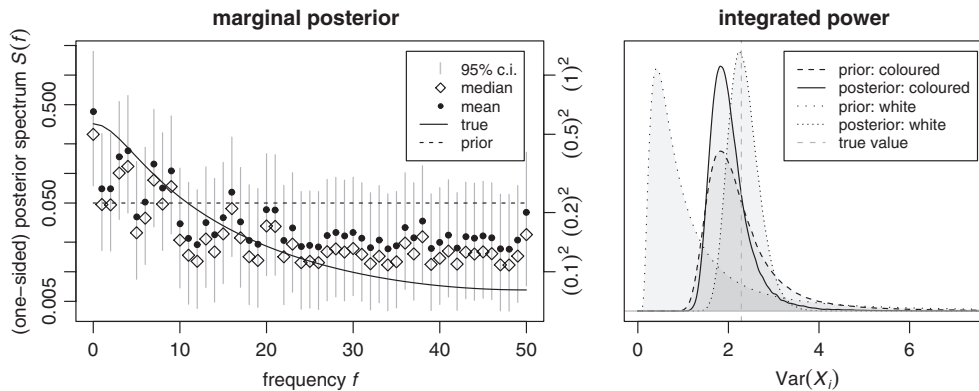 marginal posterior
(one−sided) posterior spectrum S(f)
0.500
0.050
0.005
95% c.i.
median
mean
true
prior
(1)²
(0.5)²
(0.2)²
(0.1)²
0 10 20 30 40 50
frequency f
integrated power
prior: coloured
posterior: coloured
prior: white
posterior: white
true value
0 2 4 6
Var(Xᵢ)